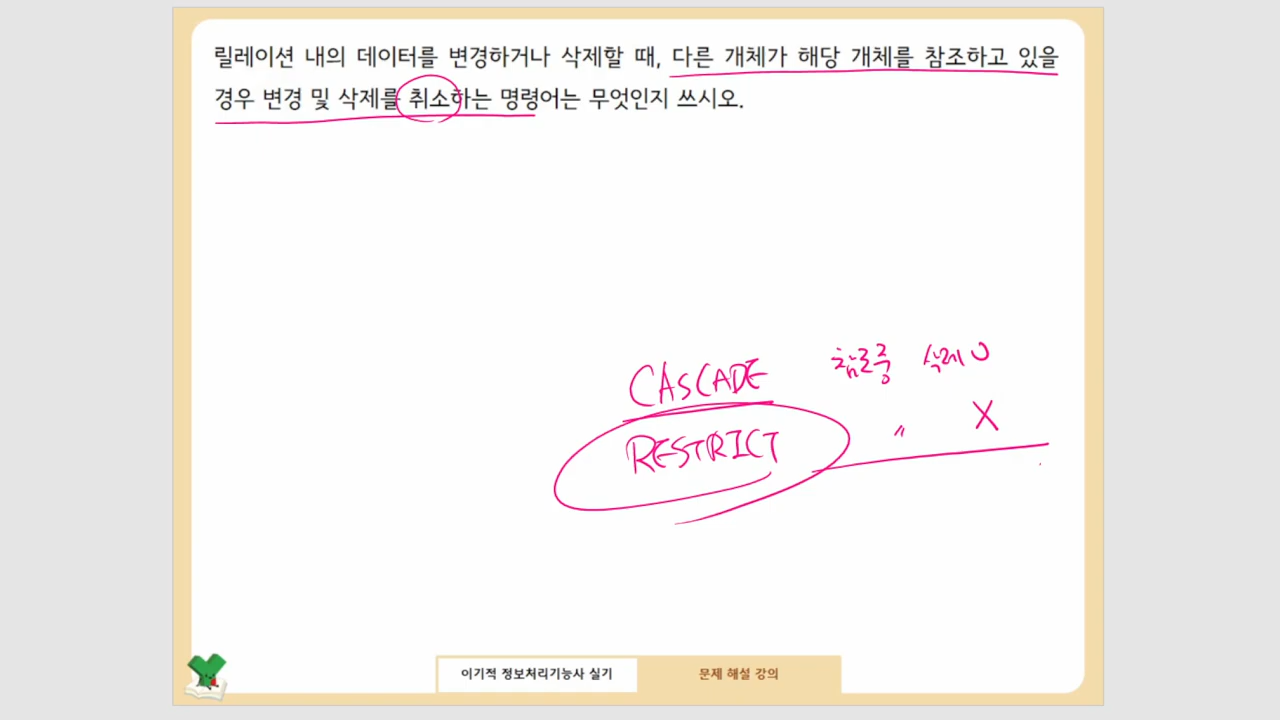 릴레이션 내의 데이터를 변경하거나 삭제할 때, 다른 개체가 해당 개체를 참조하고 있을
경우 변경 및 삭제를 취소하는 명령어는 무엇인지 쓰시오.
CASCADE 참조중 삭제 O
RESTRICT 〃 X
이기적 정보처리기능사 실기
문제 해설 강의